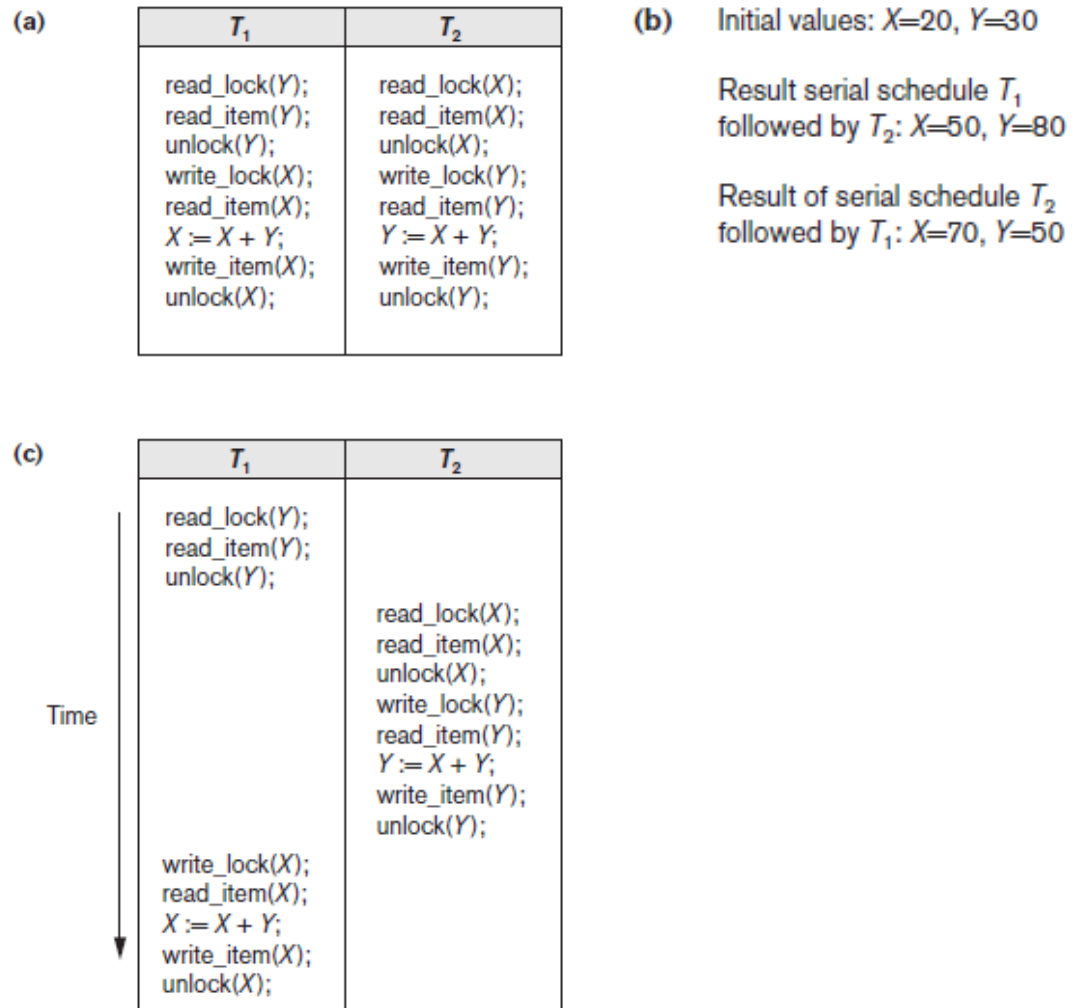 (a)
T₁ T₂
read_lock(Y); read_lock(X);
read_item(Y); read_item(X);
unlock(Y); unlock(X);
write_lock(X); write_lock(Y);
read_item(X); read_item(Y);
X := X + Y; Y := X + Y;
write_item(X); write_item(Y);
unlock(X); unlock(Y);
(b) Initial values: X=20, Y=30
Result serial schedule T₁
followed by T₂: X=50, Y=80
Result of serial schedule T₂
followed by T₁: X=70, Y=50
(c)
T₁ T₂
read_lock(Y);
read_item(Y);
unlock(Y);
read_lock(X);
read_item(X);
unlock(X);
write_lock(Y);
Time
read_item(Y);
Y := X + Y;
write_item(Y);
unlock(Y);
write_lock(X);
read_item(X);
X := X + Y;
write_item(X);
unlock(X);